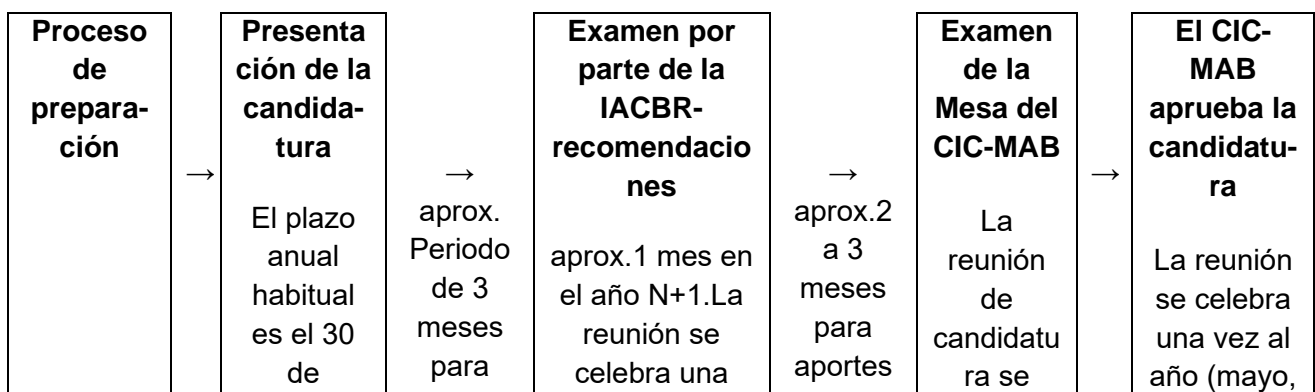 Proceso
de
prepara-
ción
→
Presenta
ción de la
candida-
tura
El plazo
anual
habitual
es el 30
de
→
aprox.
Periodo
de 3
meses
para
Examen por
parte de la
IACBR-
recomendacio
nes
aprox.1 mes en
el año N+1.La
reunión se
celebra una
→
aprox.2
a 3
meses
para
aportes
Examen
de la
Mesa del
CIC-MAB
La
reunión
de
candidatu
ra se
→
El CIC-
MAB
aprueba la
candidatu-
ra
La reunión
se celebra
una vez al
año (mayo,